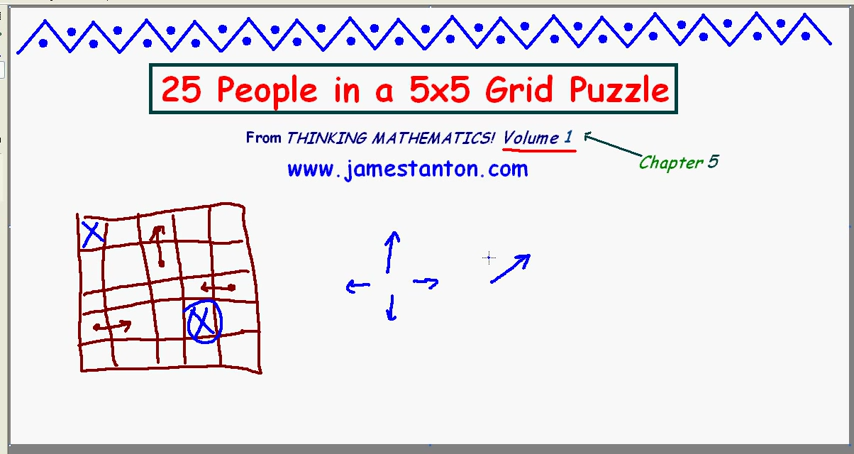 25 People in a 5x5 Grid Puzzle
From THINKING MATHEMATICS! Volume 1
Chapter 5
www.jamestanton.com
X
X